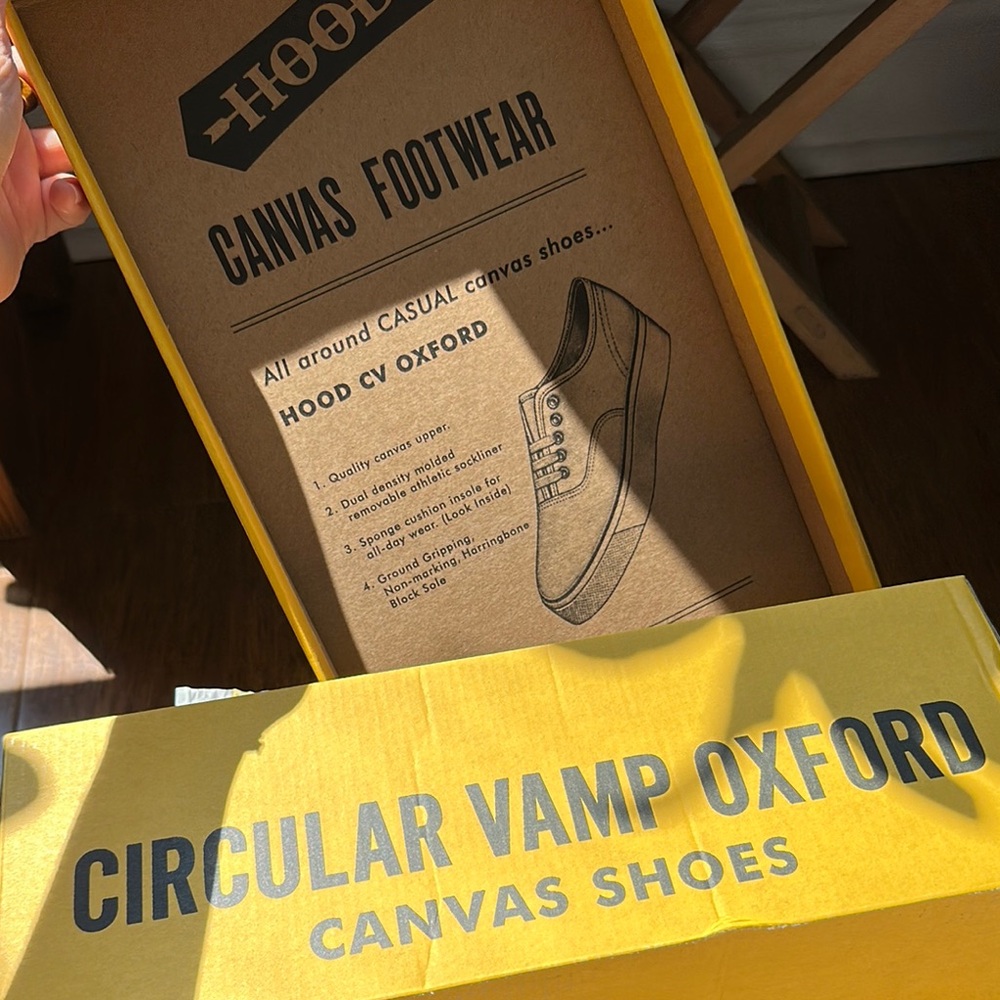 HOOD
CANVAS FOOTWEAR
All around CASUAL canvas shoes...
HOOD CV OXFORD
1. Quality canvas upper.
2. Dual density molded
removable athletic sockliner
3. Sponge cushion insole for
all-day wear. (Look Inside)
4. Ground Gripping,
Non-marking, Harringbone
Block Sole
CIRCULAR VAMP OXFORD
CANVAS SHOES